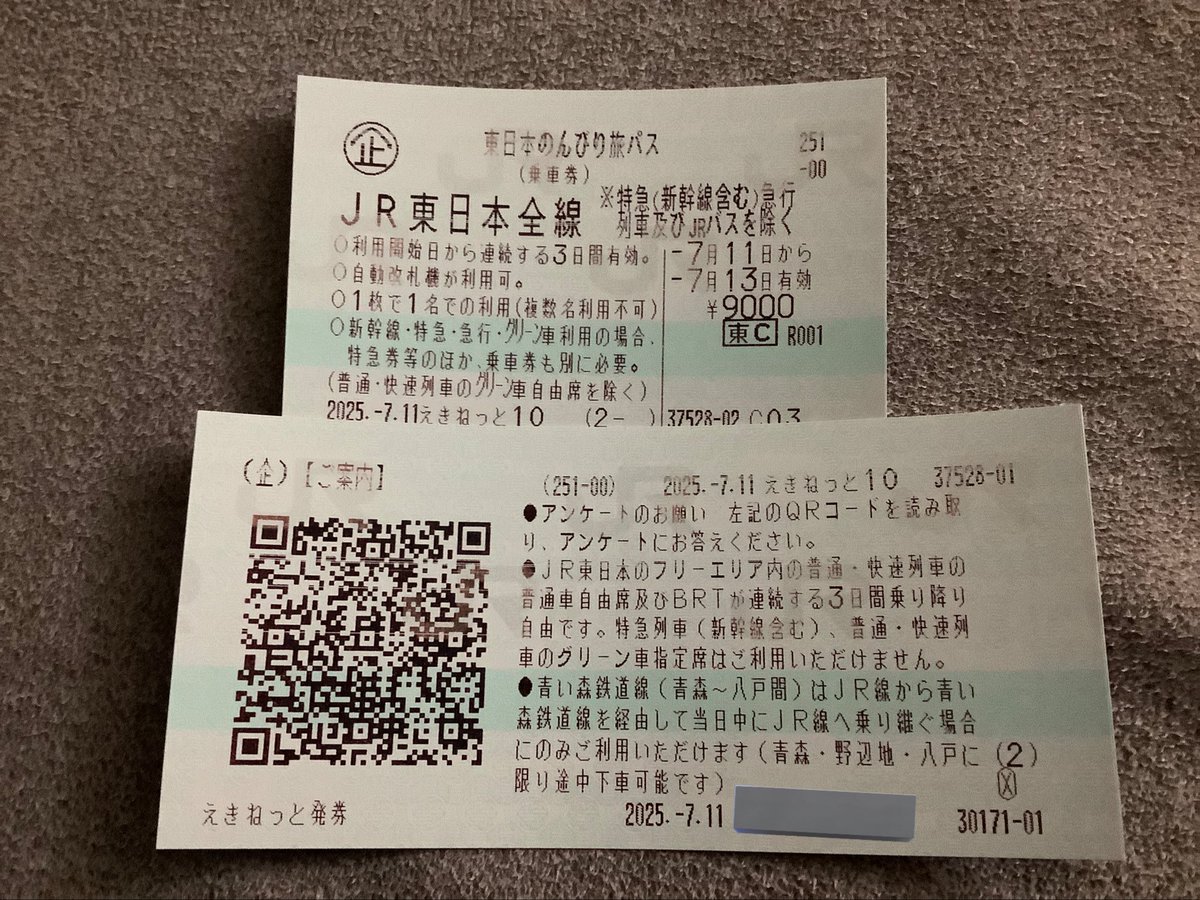 企 東日本のんびり旅パス 251
(乗車券) -00
JR東日本全線 ※特急(新幹線含む)急行
列車及びJRバスを除く
○利用開始日から連続する3日間有効。 -7月11日から
○自動改札機が利用可。 -7月13日有効
○1枚で1名での利用(複数名利用不可) ¥9000
○新幹線・特急・急行・グリーン車利用の場合、 東C R001
特急券等のほか、乗車券も別に必要。
(普通・快速列車のグリーン車自由席を除く)
2025.-7.11えきねっと10 (2- ) 37528-02 C03
(企)【ご案内】 (251-00) 2025.-7.11 えきねっと10 37528-01
●アンケートのお願い 左記のQRコードを読み取
り、アンケートにお答えください。
●JR東日本のフリーエリア内の普通・快速列車の
普通車自由席及びBRTが連続する3日間乗り降り
自由です。特急列車(新幹線含む)、普通・快速列
車のグリーン車指定席はご利用いただけません。
●青い森鉄道線(青森~八戸間)はJR線から青い
森鉄道線を経由して当日中にJR線へ乗り継ぐ場合
にのみご利用いただけます(青森・野辺地・八戸に (2)
限り途中下車可能です)
えきねっと発券 2025.-7.11 30171-01